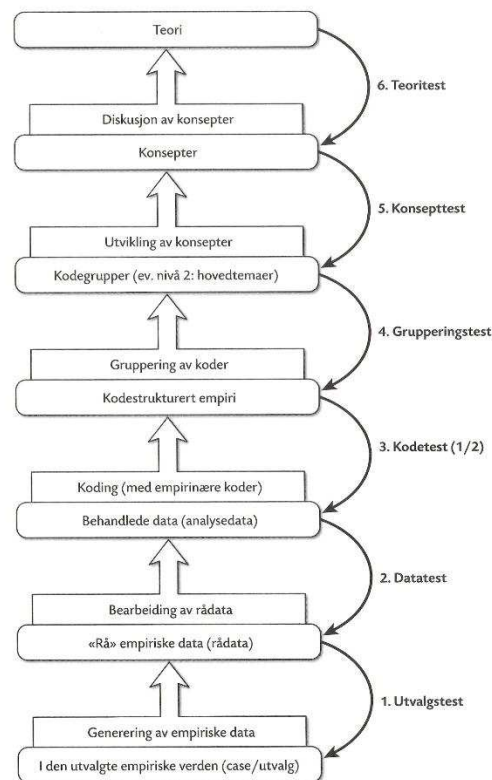 Teori
6. Teoritest
Diskusjon av konsepter
Konsepter
5. Konsepttest
Utvikling av konsepter
Kodegrupper (ev. nivå 2: hovedtemaer)
4. Grupperingstest
Gruppering av koder
Kodestrukturert empiri
3. Kodetest (1/2)
Koding (med empirinære koder)
Behandlede data (analysedata)
2. Datatest
Bearbeiding av rådata
«Rå» empiriske data (rådata)
1. Utvalgstest
Generering av empiriske data
I den utvalgte empiriske verden (case/utvalg)